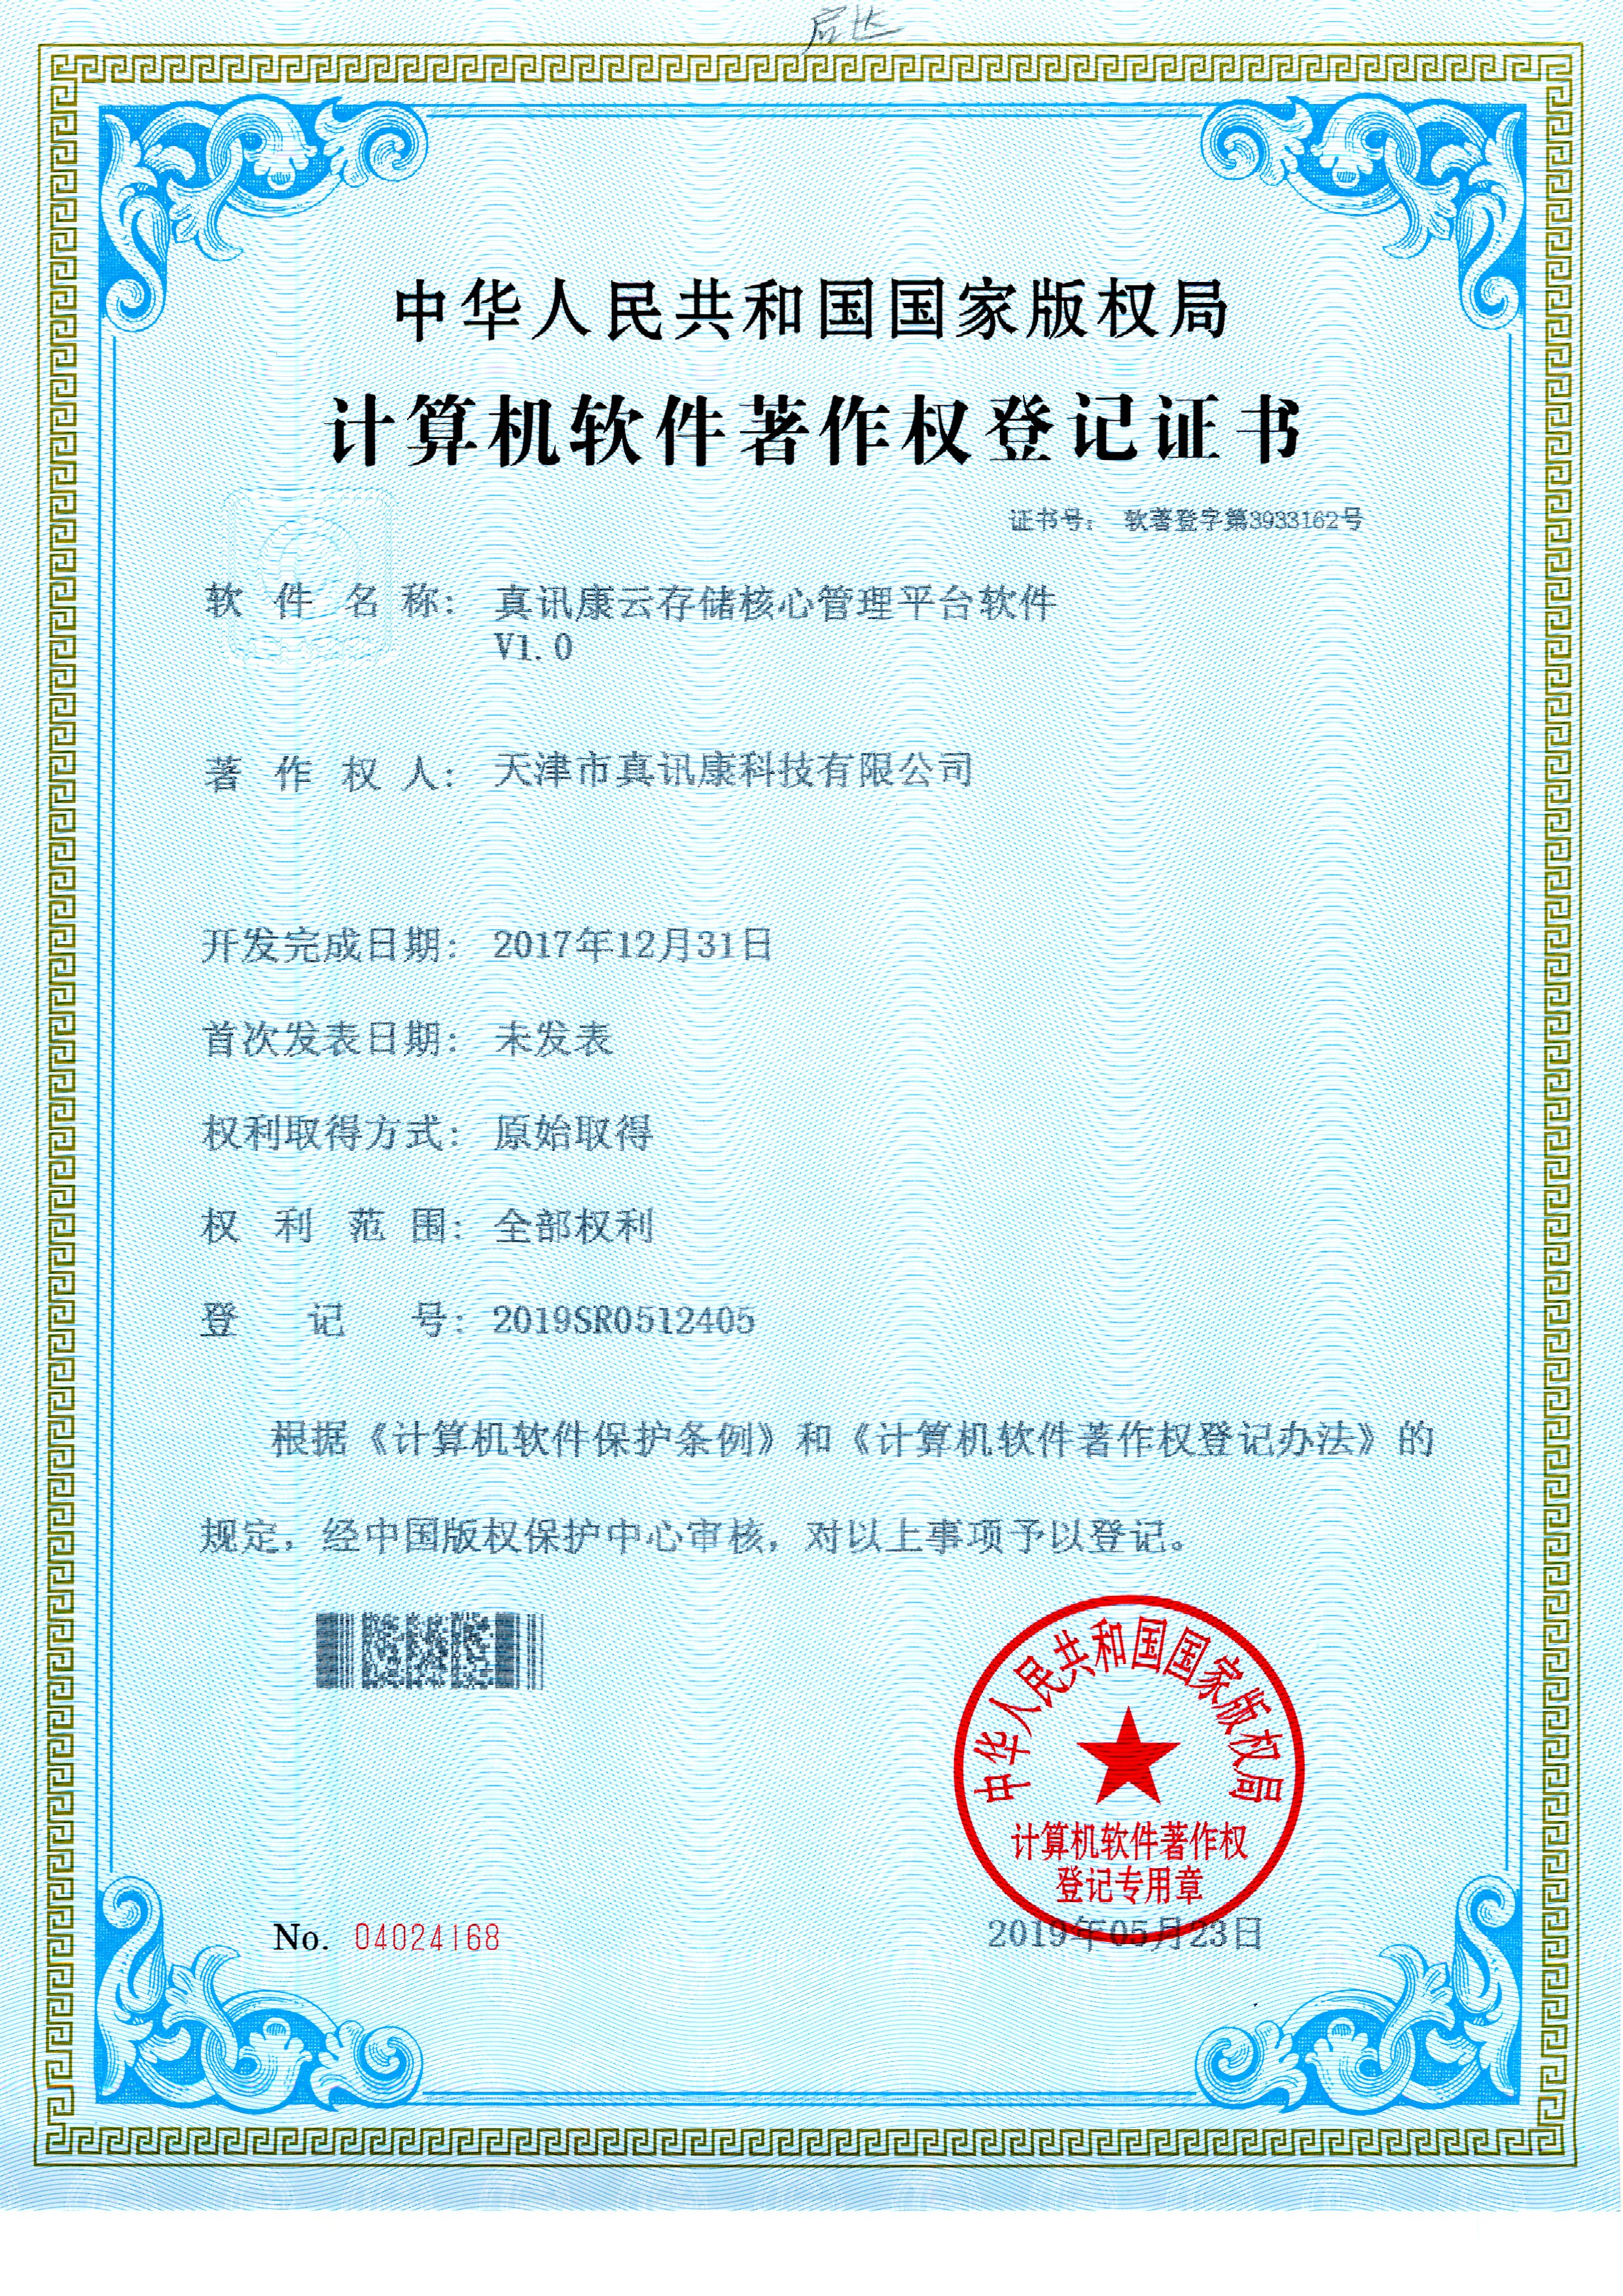 中华人民共和国国家版权局
计算机软件著作权登记证书
证书号： 软著登字第3933162号
软件名称： 真讯康云存储核心管理平台软件
V1.0
著作权人： 天津市真讯康科技有限公司
开发完成日期： 2017年12月31日
首次发表日期： 未发表
权利取得方式： 原始取得
权利范围： 全部权利
登记号： 2019SR0512405
根据《计算机软件保护条例》和《计算机软件著作权登记办法》的
规定，经中国版权保护中心审核，对以上事项予以登记。
中华人民共和国国家版权局
计算机软件著作权
登记专用章
No. 04024168
2019年05月23日